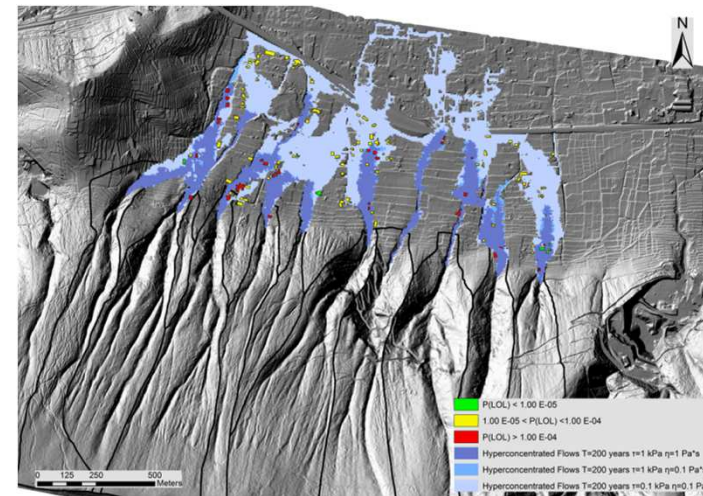 N
P(LOL) < 1.00 E-05
1.00 E-05 < P(LOL) <1.00 E-04
P(LOL) > 1.00 E-04
Hyperconcentrated Flows T=200 years τ=1 kPa η=1 Pa*s
Hyperconcentrated Flows T=200 years τ=1 kPa η=0.1 Pa*s
Hyperconcentrated Flows T=200 years τ=0.1 kPa η=0.1 Pa
0 125 250 500
Meters